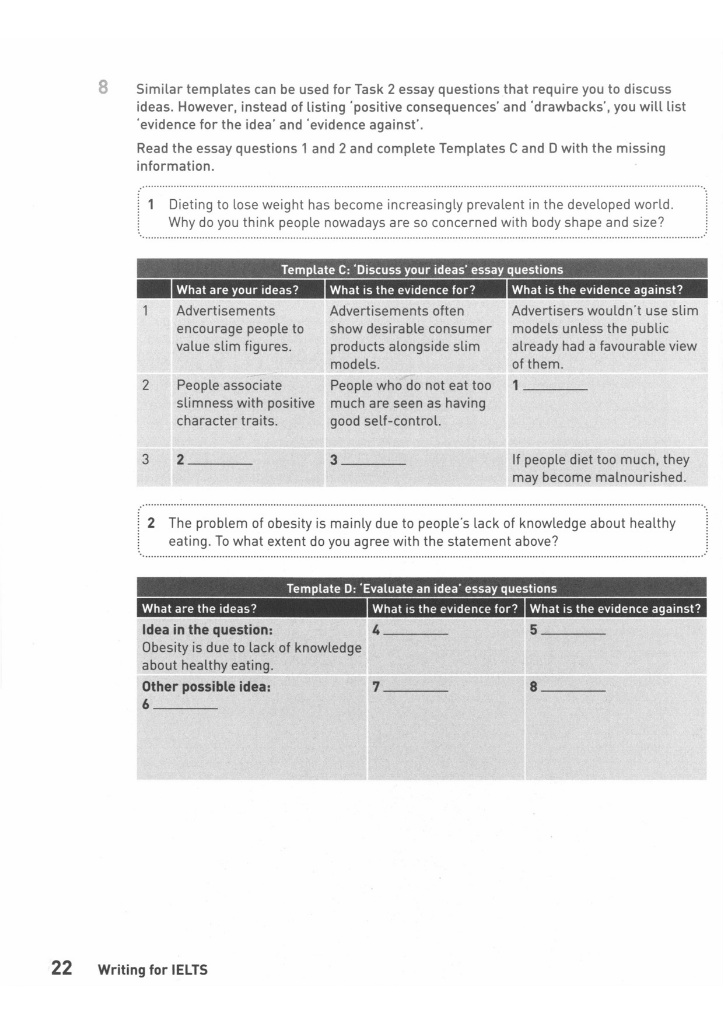 8 Similar templates can be used for Task 2 essay questions that require you to discuss
ideas. However, instead of listing 'positive consequences' and 'drawbacks', you will list
'evidence for the idea' and 'evidence against'.
Read the essay questions 1 and 2 and complete Templates C and D with the missing
information.
1 Dieting to lose weight has become increasingly prevalent in the developed world.
Why do you think people nowadays are so concerned with body shape and size?
Template C: 'Discuss your ideas' essay questions
What are your ideas? What is the evidence for? What is the evidence against?
1 Advertisements Advertisements often Advertisers wouldn't use slim
encourage people to show desirable consumer models unless the public
value slim figures. products alongside slim already had a favourable view
models. of them.
2 People associate People who do not eat too 1 ________
slimness with positive much are seen as having
character traits. good self-control.
3 2 ________ 3 ________ If people diet too much, they
may become malnourished.
2 The problem of obesity is mainly due to people's lack of knowledge about healthy
eating. To what extent do you agree with the statement above?
Template D: 'Evaluate an idea' essay questions
What are the ideas? What is the evidence for? What is the evidence against?
Idea in the question: 4 ________ 5 ________
Obesity is due to lack of knowledge
about healthy eating.
Other possible idea: 7 ________ 8 ________
6 ________
22 Writing for IELTS